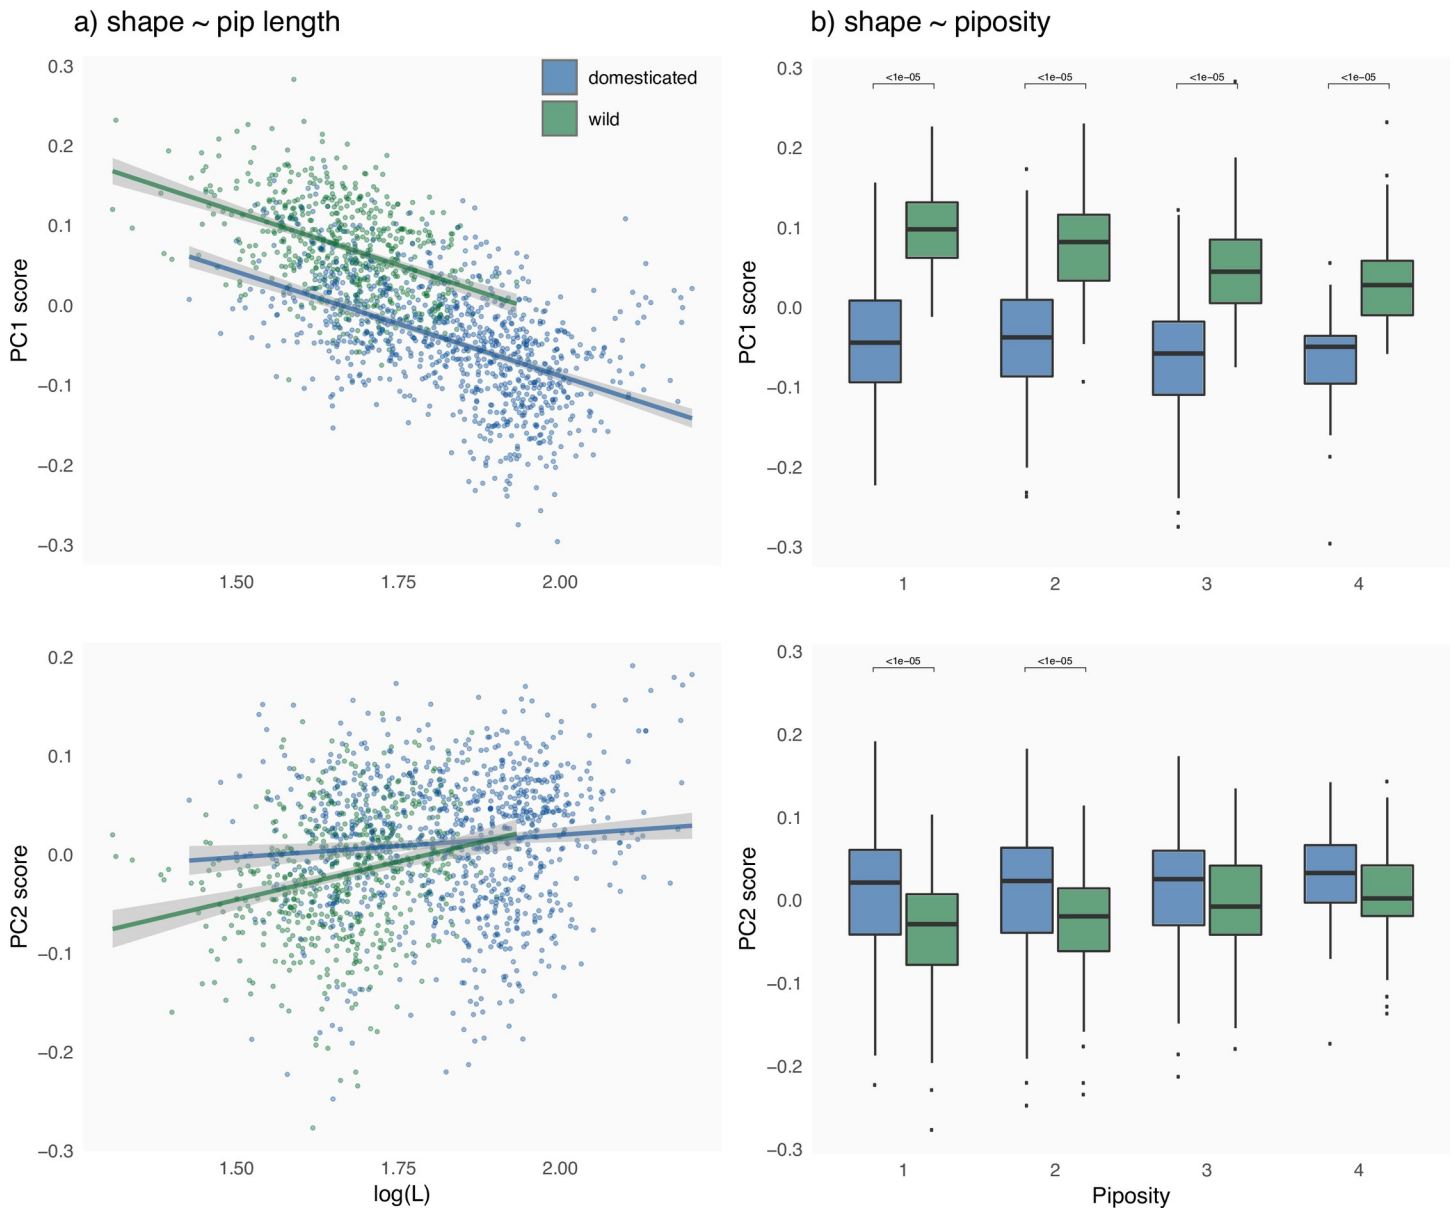 a) shape ~ pip length
b) shape ~ piposity
domesticated
wild
PC1 score
0.3
0.2
0.1
0.0
−0.1
−0.2
−0.3
1.50
1.75
2.00
PC1 score
0.3
0.2
0.1
0.0
−0.1
−0.2
−0.3
<1e−05
<1e−05
<1e−05
<1e−05
1
2
3
4
PC2 score
0.2
0.1
0.0
−0.1
−0.2
−0.3
1.50
1.75
2.00
log(L)
PC2 score
0.3
0.2
0.1
0.0
−0.1
−0.2
−0.3
<1e−05
<1e−05
1
2
3
4
Piposity